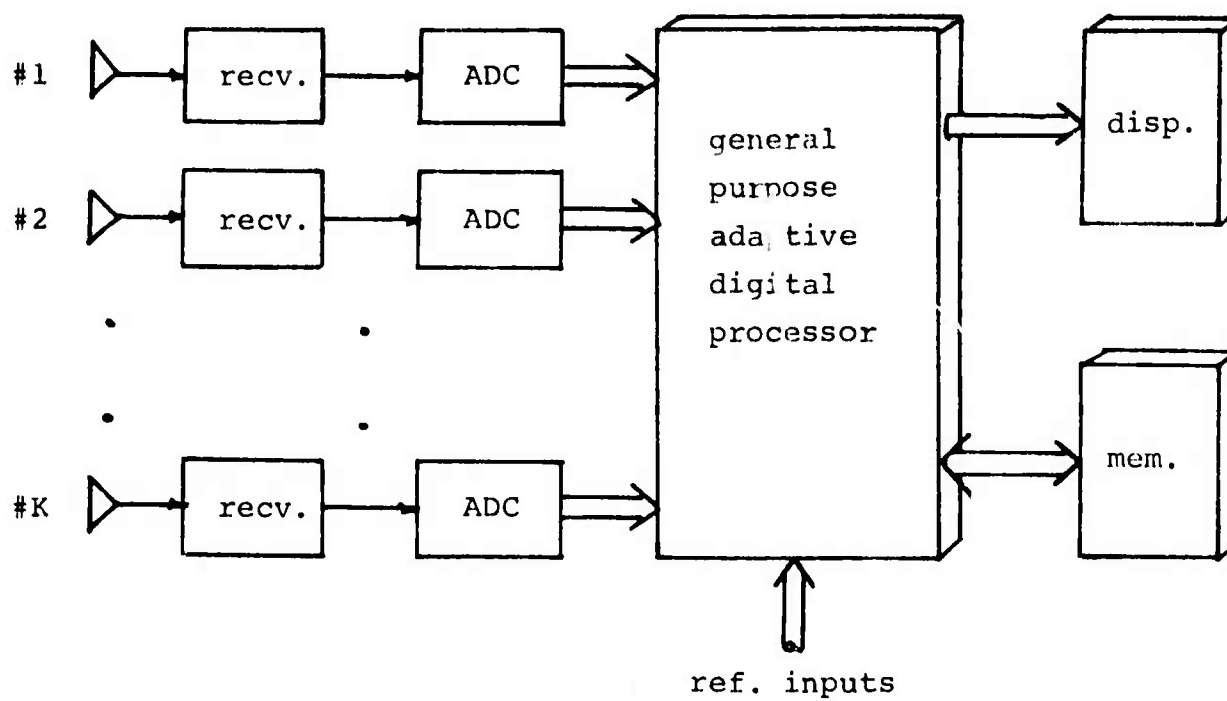 #1 recv. ADC
#2 recv. ADC
#K recv. ADC
general
purpose
adaptive
digital
processor
disp.
mem.
ref. inputs